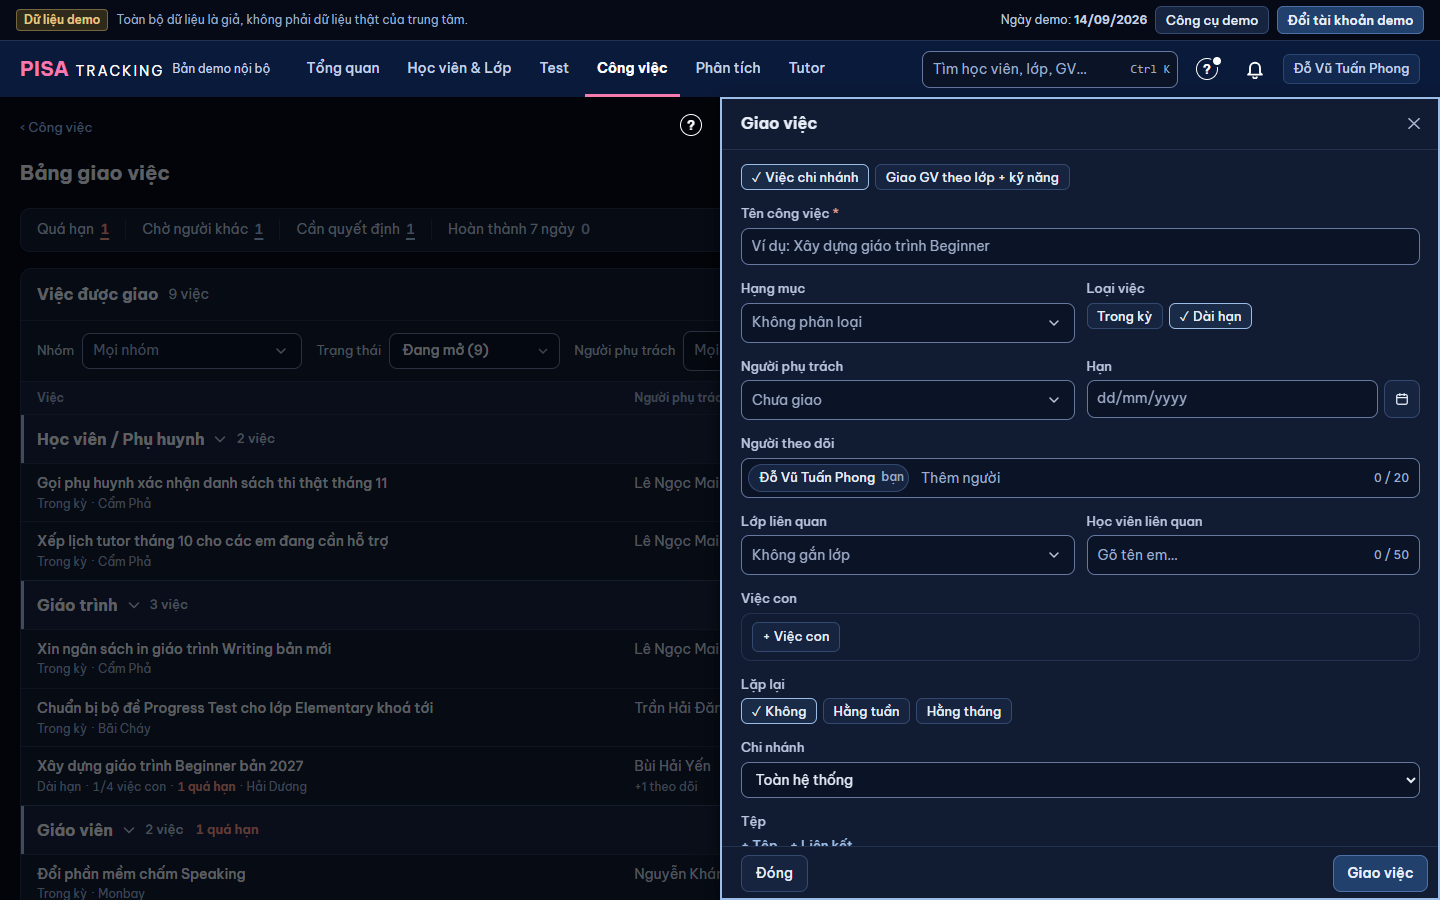 Dữ liệu demo Toàn bộ dữ liệu là giả, không phải dữ liệu thật của trung tâm. Ngày demo: 14/09/2026 Công cụ demo Đổi tài khoản demo
PISA TRACKING Bản demo nội bộ Tổng quan Học viên & Lớp Test Công việc Phân tích Tutor Tìm học viên, lớp, GV... Ctrl K ? Đỗ Vũ Tuấn Phong
‹ Công việc ?
Bảng giao việc
Quá hạn 1 Chờ người khác 1 Cần quyết định 1 Hoàn thành 7 ngày 0
Việc được giao 9 việc
Nhóm Mọi nhóm Trạng thái Đang mở (9) Người phụ trách Mọi
Việc Người phụ trác
Học viên / Phụ huynh 2 việc
Gọi phụ huynh xác nhận danh sách thi thật tháng 11 Lê Ngọc Mai
Trong kỳ · Cẩm Phả
Xếp lịch tutor tháng 10 cho các em đang cần hỗ trợ Lê Ngọc Mai
Trong kỳ · Cẩm Phả
Giáo trình 3 việc
Xin ngân sách in giáo trình Writing bản mới Lê Ngọc Mai
Trong kỳ · Cẩm Phả
Chuẩn bị bộ đề Progress Test cho lớp Elementary khoá tới Trần Hải Đăn
Trong kỳ · Bãi Cháy
Xây dựng giáo trình Beginner bản 2027 Bùi Hải Yến
Dài hạn · 1/4 việc con · 1 quá hạn · Hải Dương +1 theo dõi
Giáo viên 2 việc 1 quá hạn
Đổi phần mềm chấm Speaking Nguyễn Khán
Trong kỳ · Monbay
Giao việc
✓ Việc chi nhánh Giao GV theo lớp + kỹ năng
Tên công việc *
Ví dụ: Xây dựng giáo trình Beginner
Hạng mục Loại việc
Không phân loại Trong kỳ ✓ Dài hạn
Người phụ trách Hạn
Chưa giao dd/mm/yyyy
Người theo dõi
Đỗ Vũ Tuấn Phong bạn Thêm người 0 / 20
Lớp liên quan Học viên liên quan
Không gắn lớp Gõ tên em... 0 / 50
Việc con
+ Việc con
Lặp lại
✓ Không Hằng tuần Hằng tháng
Chi nhánh
Toàn hệ thống
Tệp
+ Tệp + Liên kết
Đóng Giao việc